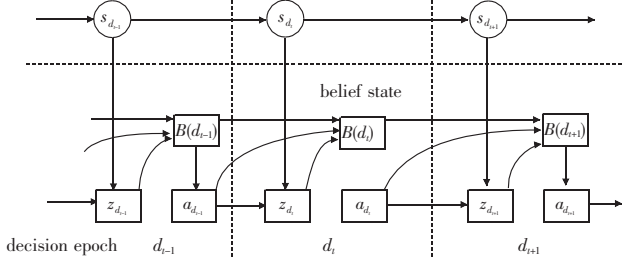 s_{d_{t-1}} s_{d_t} s_{d_{t+1}}
belief state
B(d_{t-1}) B(d_t) B(d_{t+1})
z_{d_{t-1}} a_{d_{t-1}} z_{d_t} a_{d_t} z_{d_{t+1}} a_{d_{t+1}}
decision epoch d_{t-1} d_t d_{t+1}